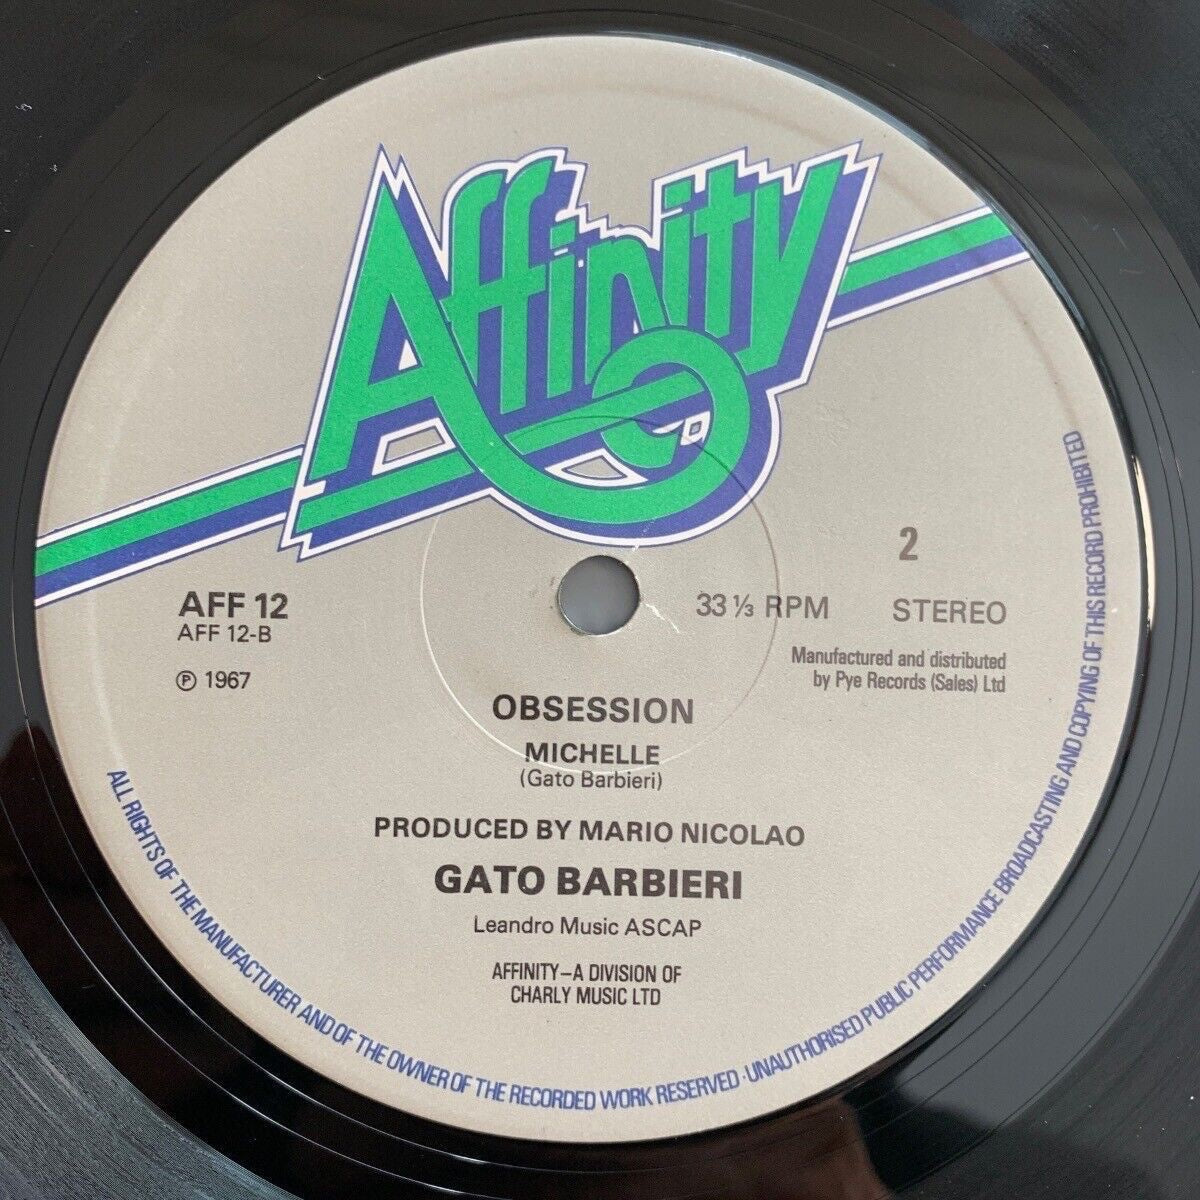 Affinity
2
AFF 12
33 ⅓ RPM STEREO
AFF 12-B
Manufactured and distributed
by Pye Records (Sales) Ltd
℗ 1967
OBSESSION
MICHELLE
(Gato Barbieri)
PRODUCED BY MARIO NICOLAO
GATO BARBIERI
Leandro Music ASCAP
AFFINITY–A DIVISION OF
CHARLY MUSIC LTD
ALL RIGHTS OF THE MANUFACTURER AND OF THE OWNER OF THE RECORDED WORK RESERVED · UNAUTHORISED PUBLIC PERFORMANCE BROADCASTING AND COPYING OF THIS RECORD PROHIBITED